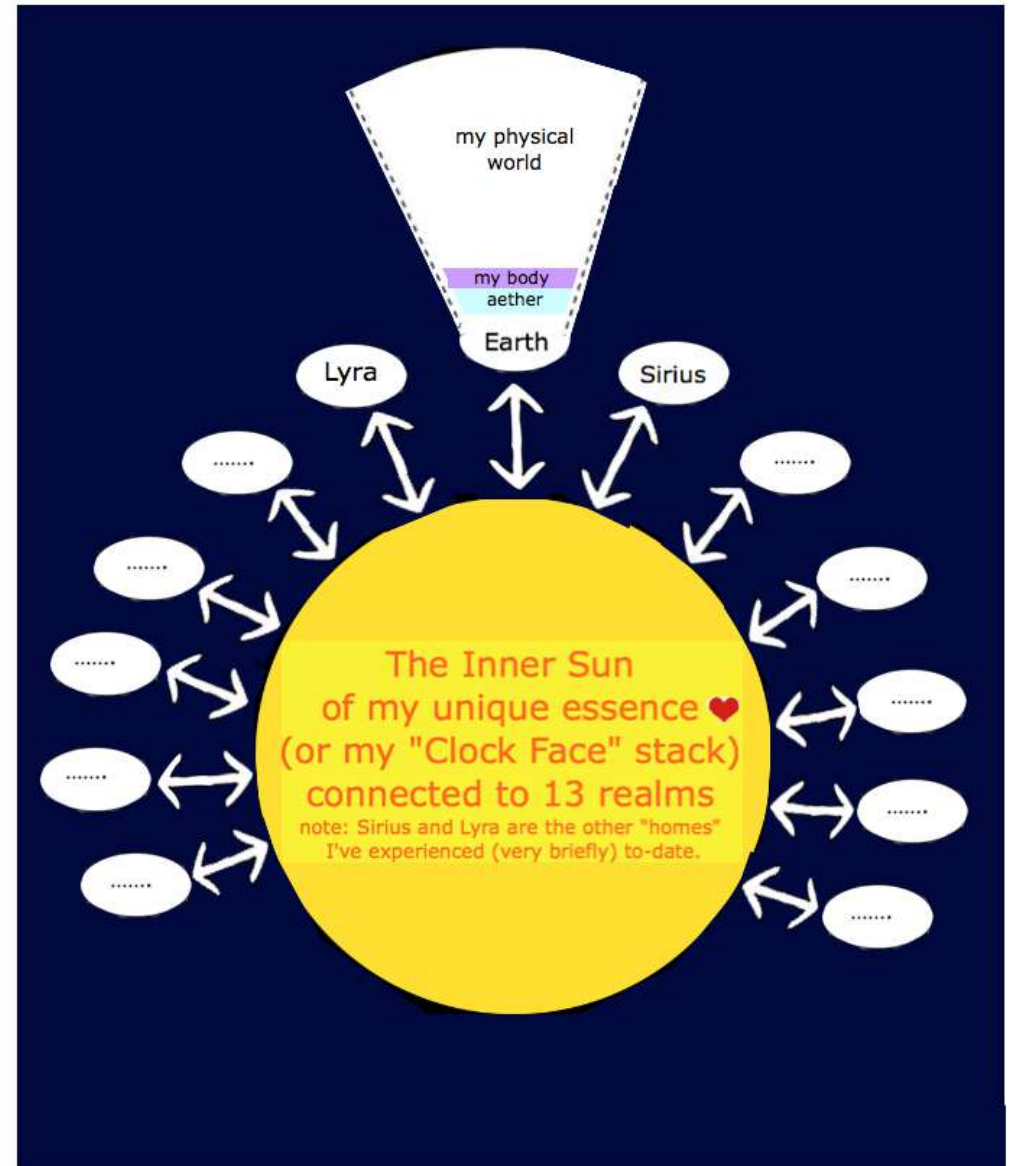 my physical
world
my body
aether
Earth
Lyra
Sirius
.......
.......
.......
.......
.......
.......
.......
.......
.......
.......
The Inner Sun
of my unique essence ❤
(or my "Clock Face" stack)
connected to 13 realms
note: Sirius and Lyra are the other "homes"
I've experienced (very briefly) to-date.